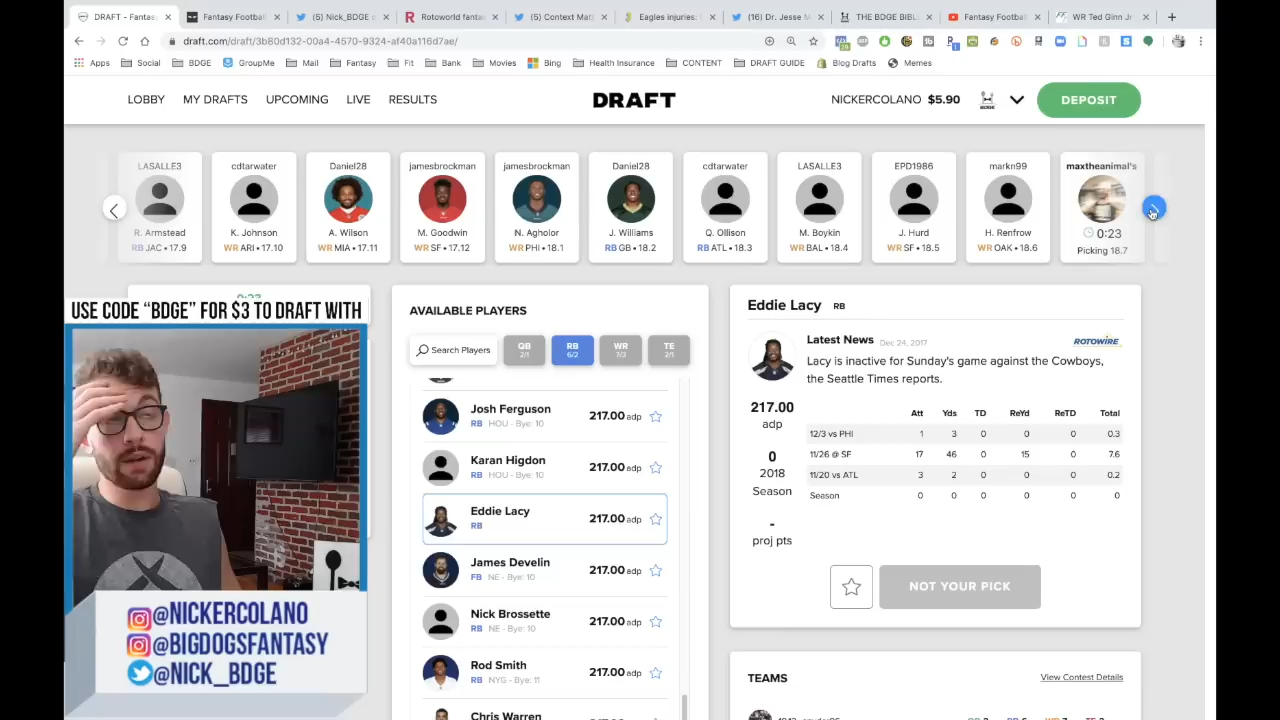 DRAFT - Fantas
Fantasy Footbal
(5) Nick_BDGE
Rotoworld fantas
(5) Context Mat
Eagles injuries:
(16) Dr. Jesse M
THE BDGE BIBL
Fantasy Football
WR Ted Ginn Jr
draft.com/draft/3b80d132-00a4-4570-9324-af40a116d7ae/
Apps
Social
BDGE
GroupMe
Mail
Fantasy
Fit
Bank
Movies
Bing
Health Insurance
CONTENT
DRAFT GUIDE
Blog Drafts
Memes
LOBBY
MY DRAFTS
UPCOMING
LIVE
RESULTS
DRAFT
NICKERCOLANO $5.90
DEPOSIT
LASALLE3
cdtarwater
Daniel28
jamesbrockman
jamesbrockman
Daniel28
cdtarwater
LASALLE3
EPD1986
markn99
maxtheanimal's
R. Armstead
K. Johnson
A. Wilson
M. Goodwin
N. Agholor
J. Williams
Q. Ollison
M. Boykin
J. Hurd
H. Renfrow
0:23
RB JAC • 17.9
WR ARI • 17.10
WR MIA • 17.11
WR SF • 17.12
WR PHI • 18.1
RB GB • 18.2
RB ATL • 18.3
WR BAL • 18.4
WR SF • 18.5
WR OAK • 18.6
Picking 18.7
USE CODE "BDGE" FOR $3 TO DRAFT WITH
@NICKERCOLANO
@BIGDOGSFANTASY
@NICK_BDGE
AVAILABLE PLAYERS
Search Players
QB
2/1
RB
6/2
WR
7/3
TE
2/1
Josh Ferguson
RB HOU - Bye: 10
217.00 adp
Karan Higdon
RB HOU - Bye: 10
217.00 adp
Eddie Lacy
RB
217.00 adp
James Develin
FB NE - Bye: 10
217.00 adp
Nick Brossette
RB NE - Bye: 10
217.00 adp
Rod Smith
RB NYG - Bye: 11
217.00 adp
Chris Warren
Eddie Lacy RB
Latest News Dec 24, 2017
ROTOWIRE
Lacy is inactive for Sunday's game against the Cowboys,
the Seattle Times reports.
217.00
adp
0
2018
Season
-
proj pts
Att Yds TD ReYd ReTD Total
12/3 vs PHI 1 3 0 0 0 0.3
11/26 @ SF 17 46 0 15 0 7.6
11/20 vs ATL 3 2 0 0 0 0.2
Season 0 0 0 0 0 0
NOT YOUR PICK
TEAMS
View Contest Details